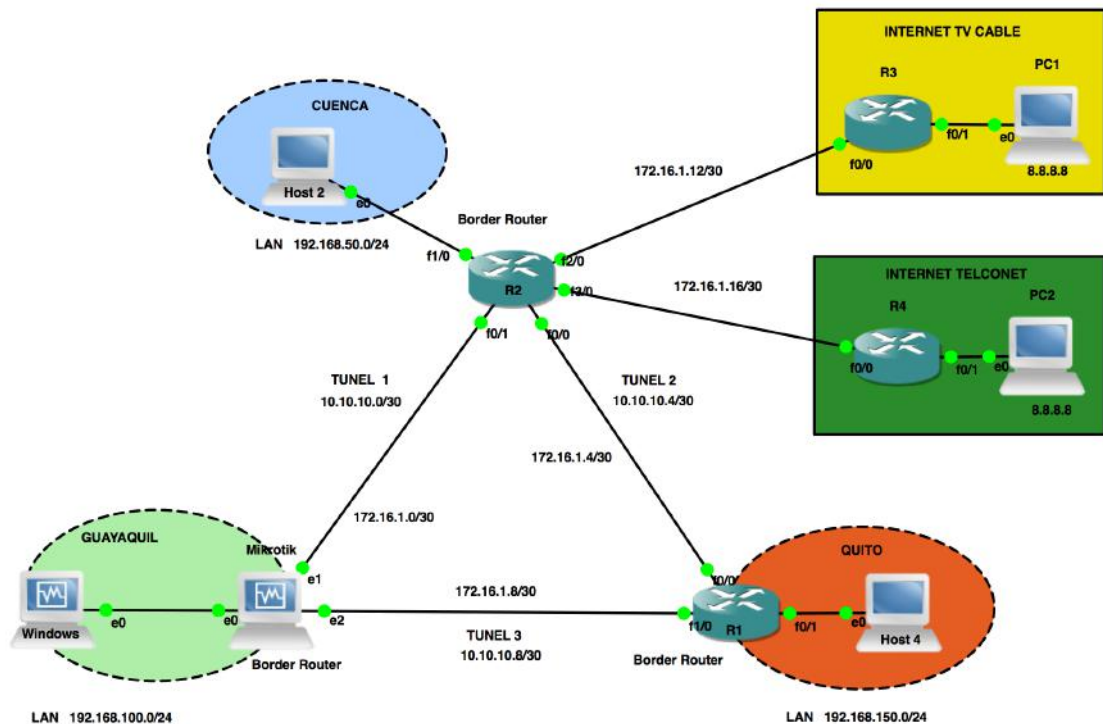 INTERNET TV CABLE
R3
PC1
f0/0
f0/1
e0
8.8.8.8
172.16.1.12/30
CUENCA
Host 2
e0
LAN 192.168.50.0/24
Border Router
f1/0
f2/0
R2
f3/0
f0/1
f0/0
172.16.1.16/30
INTERNET TELCONET
R4
PC2
f0/0
f0/1
e0
8.8.8.8
TUNEL 1
10.10.10.0/30
TUNEL 2
10.10.10.4/30
172.16.1.4/30
172.16.1.0/30
GUAYAQUIL
Mikrotik
e1
Windows
e0
e0
e2
Border Router
LAN 192.168.100.0/24
172.16.1.8/30
TUNEL 3
10.10.10.8/30
QUITO
f0/0
f1/0
R1
f0/1
e0
Host 4
Border Router
LAN 192.168.150.0/24